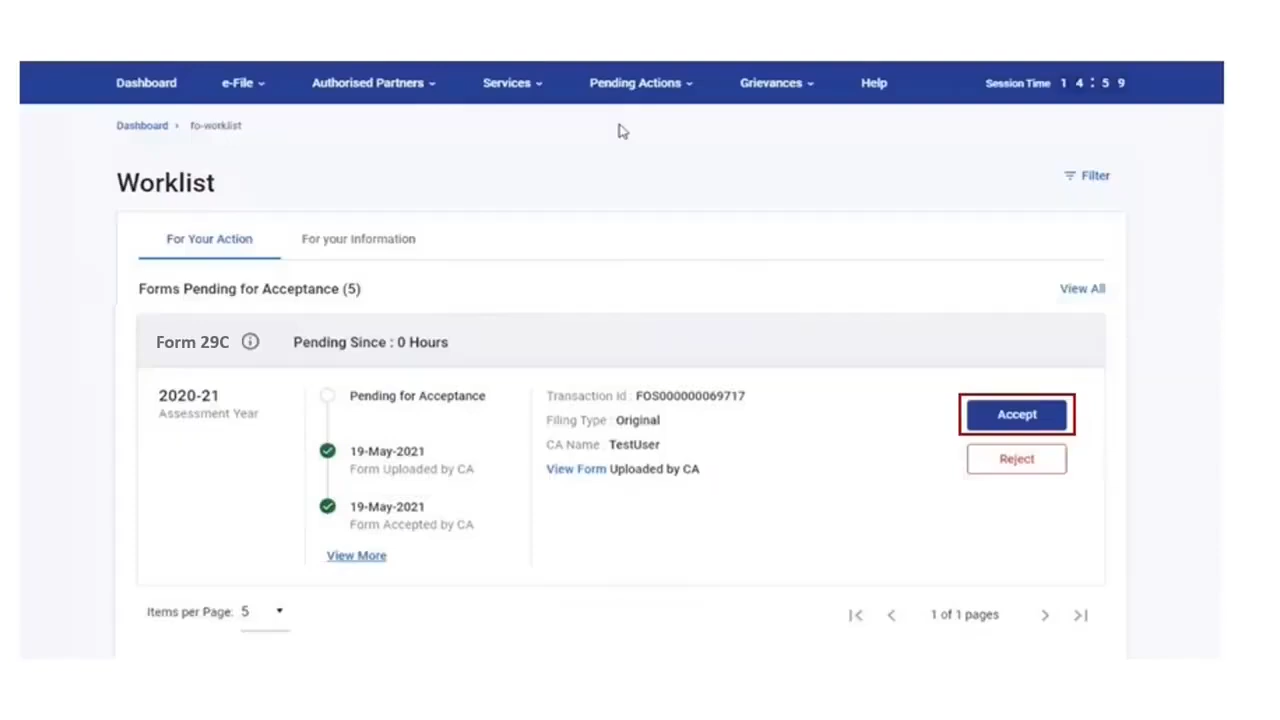 Dashboard e-File Authorised Partners Services Pending Actions Grievances Help Session Time 1 4 : 5 9
Dashboard › fo-worklist
Worklist
Filter
For Your Action For your Information
Forms Pending for Acceptance (5) View All
Form 29C Pending Since : 0 Hours
2020-21
Assessment Year
Pending for Acceptance
19-May-2021
Form Uploaded by CA
19-May-2021
Form Accepted by CA
View More
Transaction Id : FOS000000069717
Filing Type : Original
CA Name : TestUser
View Form Uploaded by CA
Accept
Reject
Items per Page: 5 1 of 1 pages